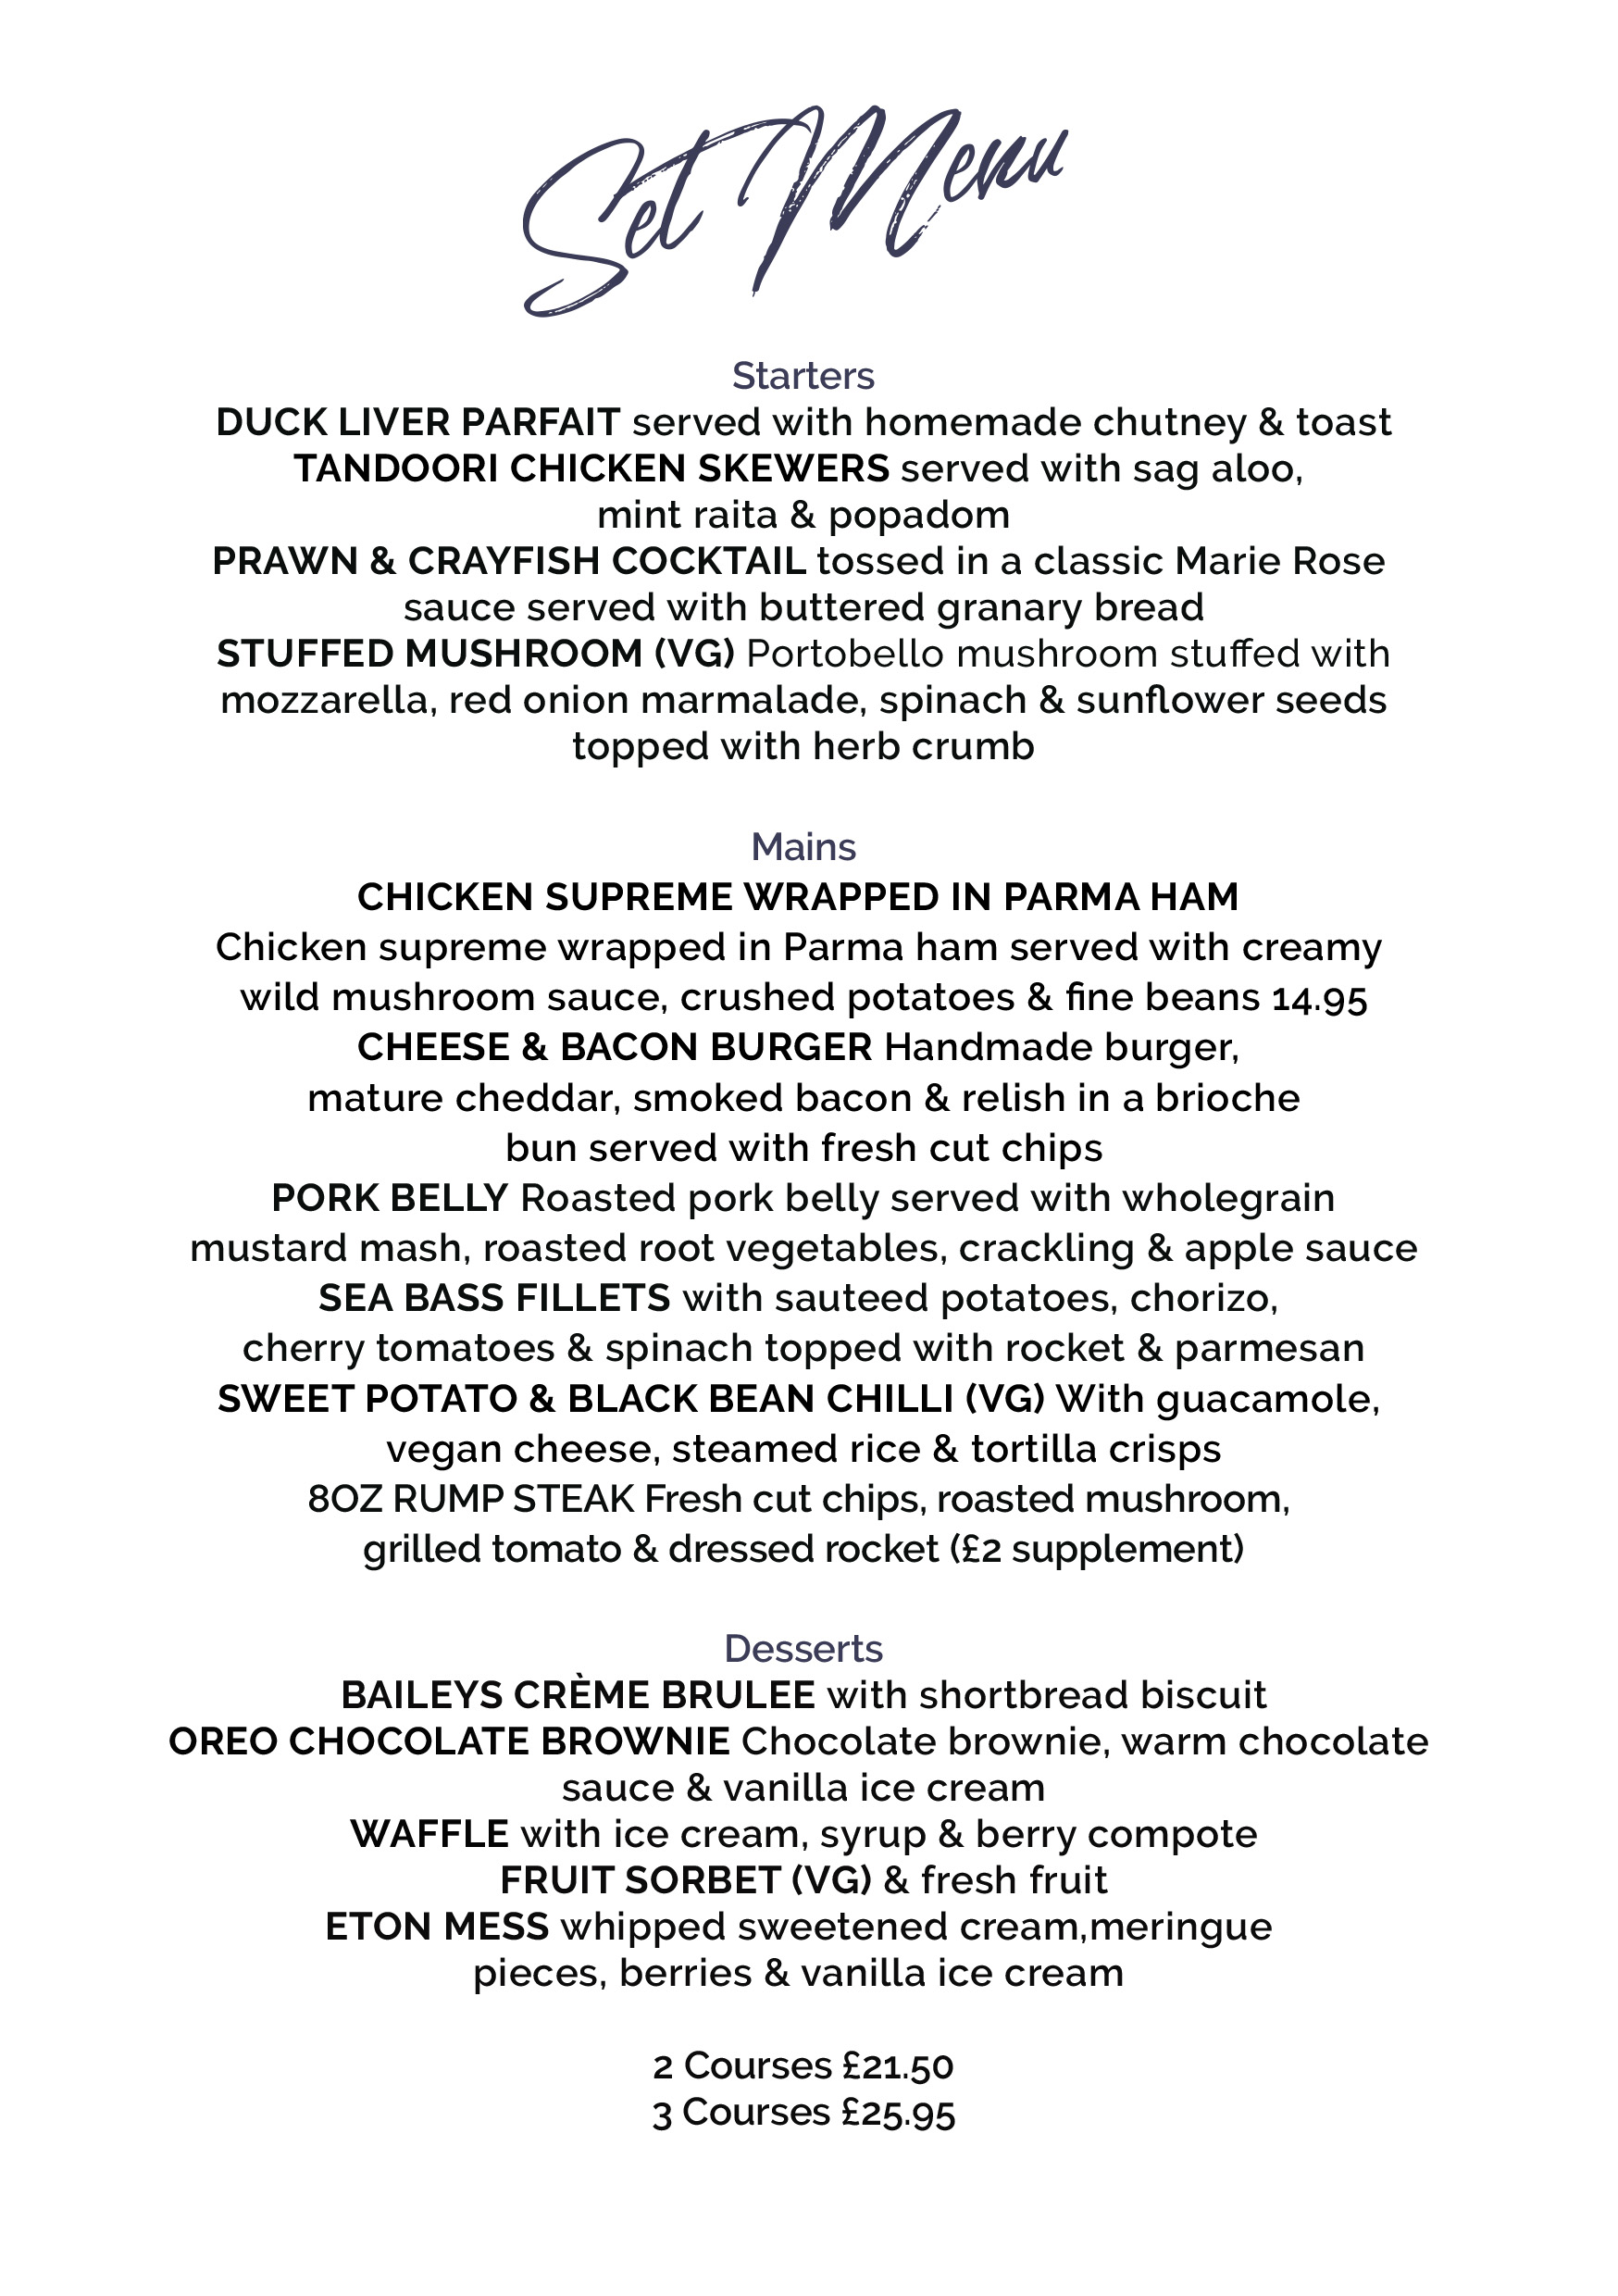 Set Menu
Starters
DUCK LIVER PARFAIT served with homemade chutney & toast
TANDOORI CHICKEN SKEWERS served with sag aloo,
mint raita & popadom
PRAWN & CRAYFISH COCKTAIL tossed in a classic Marie Rose
sauce served with buttered granary bread
STUFFED MUSHROOM (VG) Portobello mushroom stuffed with
mozzarella, red onion marmalade, spinach & sunflower seeds
topped with herb crumb
Mains
CHICKEN SUPREME WRAPPED IN PARMA HAM
Chicken supreme wrapped in Parma ham served with creamy
wild mushroom sauce, crushed potatoes & fine beans 14.95
CHEESE & BACON BURGER Handmade burger,
mature cheddar, smoked bacon & relish in a brioche
bun served with fresh cut chips
PORK BELLY Roasted pork belly served with wholegrain
mustard mash, roasted root vegetables, crackling & apple sauce
SEA BASS FILLETS with sauteed potatoes, chorizo,
cherry tomatoes & spinach topped with rocket & parmesan
SWEET POTATO & BLACK BEAN CHILLI (VG) With guacamole,
vegan cheese, steamed rice & tortilla crisps
8OZ RUMP STEAK Fresh cut chips, roasted mushroom,
grilled tomato & dressed rocket (£2 supplement)
Desserts
BAILEYS CRÈME BRULEE with shortbread biscuit
OREO CHOCOLATE BROWNIE Chocolate brownie, warm chocolate
sauce & vanilla ice cream
WAFFLE with ice cream, syrup & berry compote
FRUIT SORBET (VG) & fresh fruit
ETON MESS whipped sweetened cream,meringue
pieces, berries & vanilla ice cream
2 Courses £21.50
3 Courses £25.95